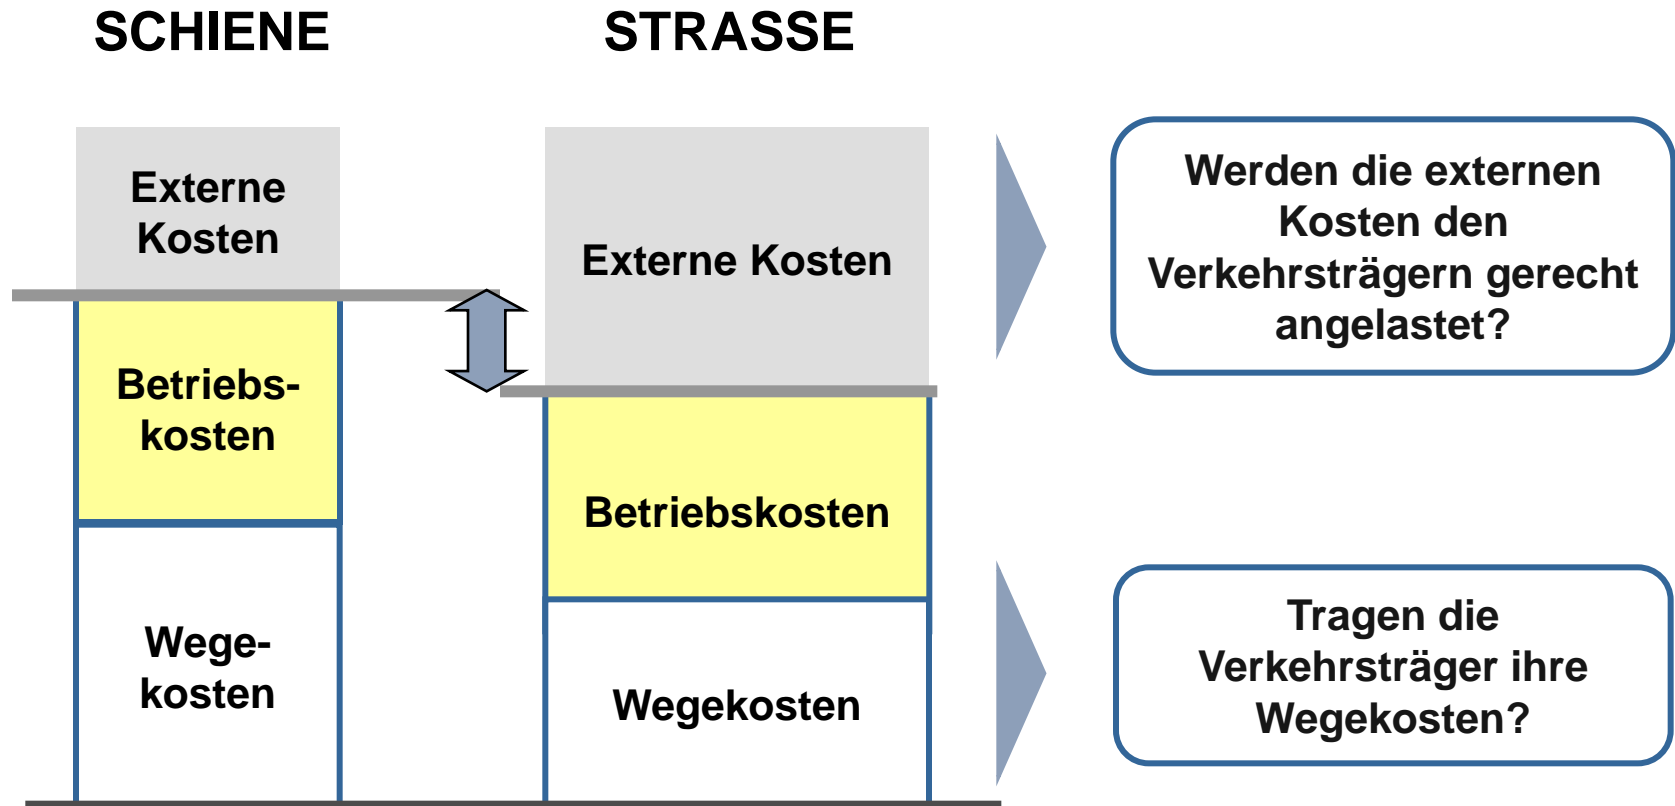 SCHIENE
STRASSE
Externe
Kosten
Betriebs-
kosten
Wege-
kosten
Externe Kosten
Betriebskosten
Wegekosten
Werden die externen
Kosten den
Verkehrsträgern gerecht
angelastet?
Tragen die
Verkehrsträger ihre
Wegekosten?